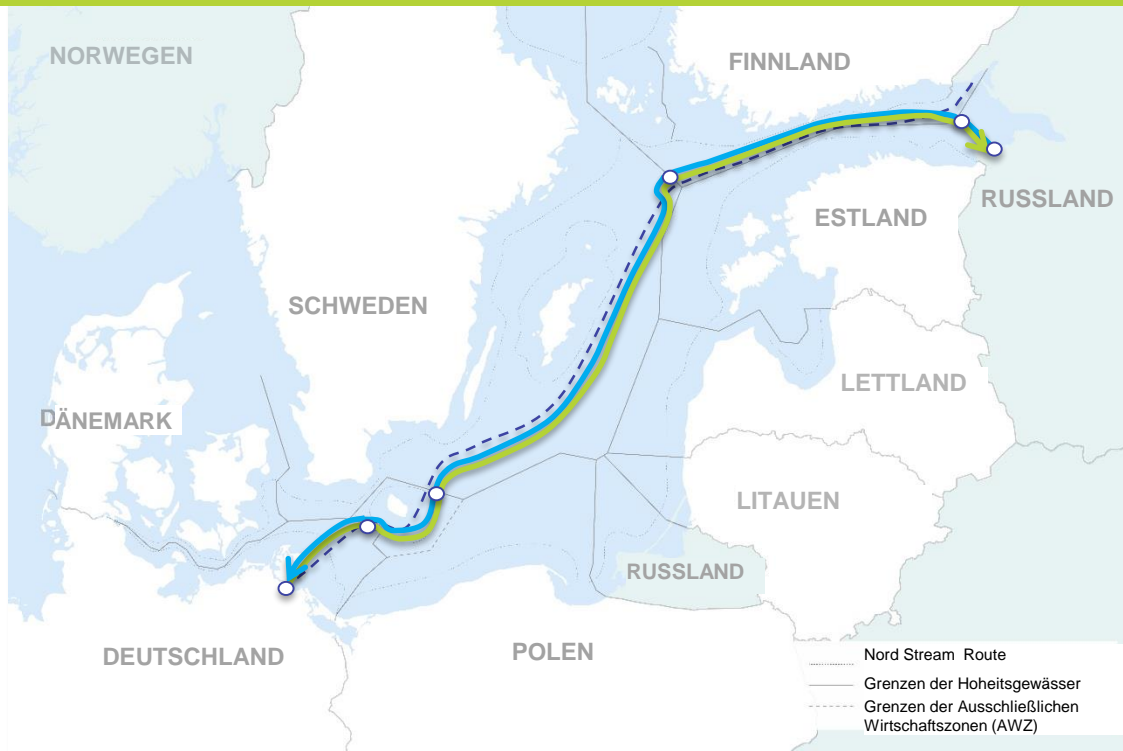 NORWEGEN
FINNLAND
RUSSLAND
ESTLAND
SCHWEDEN
LETTLAND
DÄNEMARK
LITAUEN
RUSSLAND
DEUTSCHLAND
POLEN
Nord Stream Route
Grenzen der Hoheitsgewässer
Grenzen der Ausschließlichen
Wirtschaftszonen (AWZ)